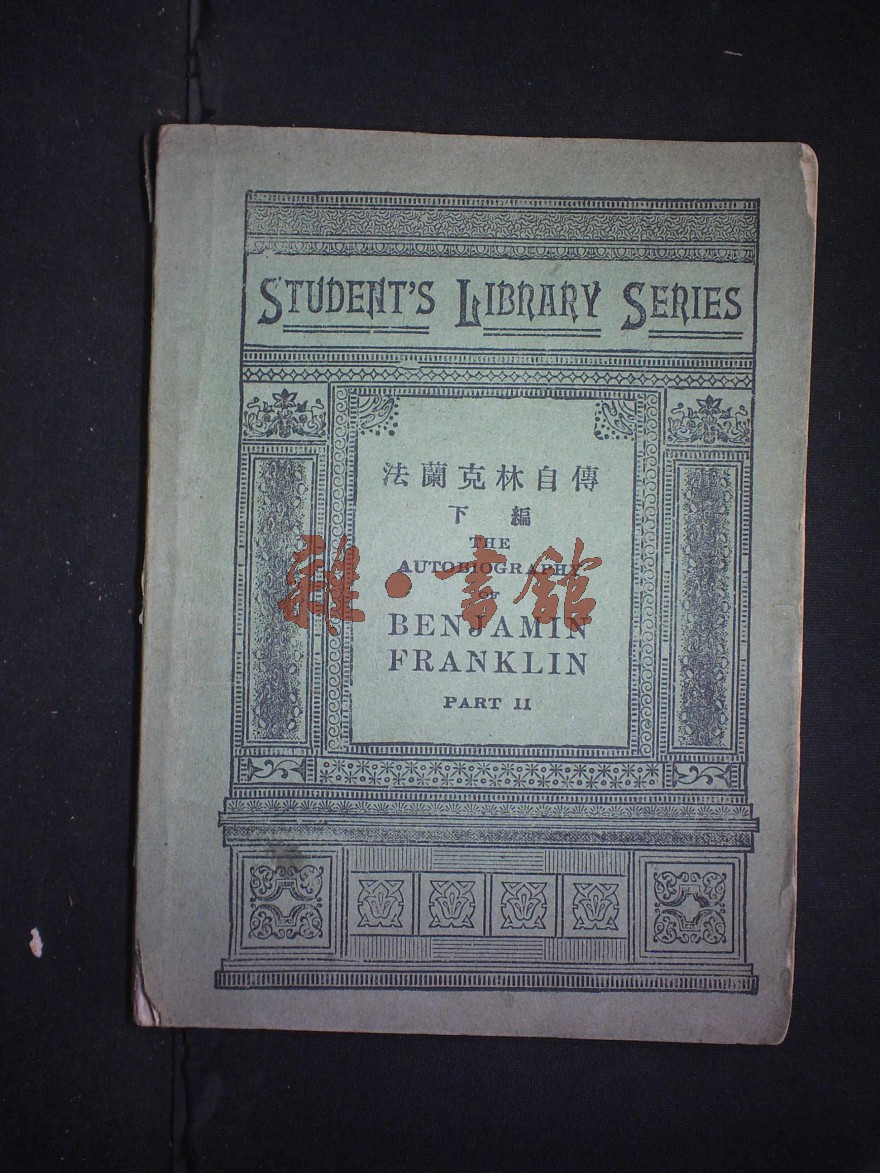 STUDENT'S LIBRARY SERIES
法蘭克林自傳
下編
THE
AUTOBIOGRAPHY
OF
BENJAMIN
FRANKLIN
PART II
雜·書館